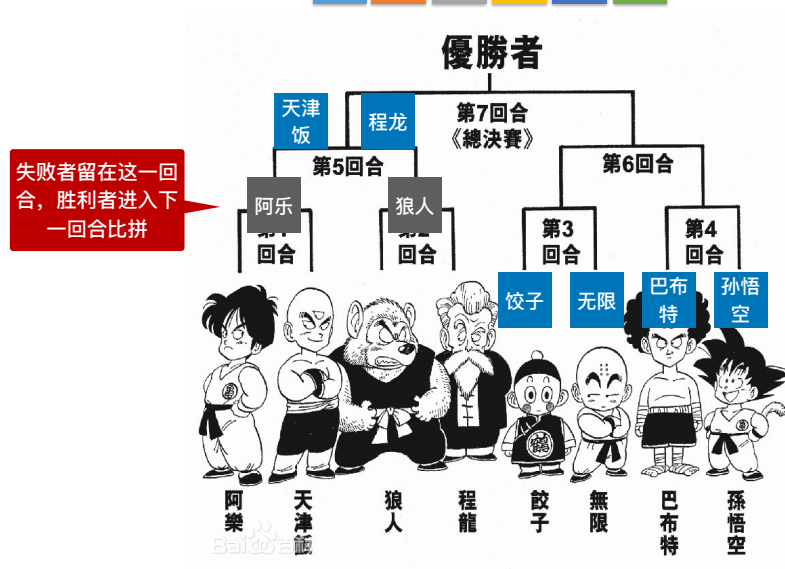 優勝者
天津
饭
程龙
第7回合
《總決賽》
第5回合
第6回合
失败者留在这一回
合，胜利者进入下
一回合比拼
阿乐
狼人
回合
回合
第3
回合
第4
回合
饺子
无限
巴布
特
孙悟
空
阿樂
天津飯
狼人
程龍
餃子
無限
巴布特
孫悟空
Bai
百科